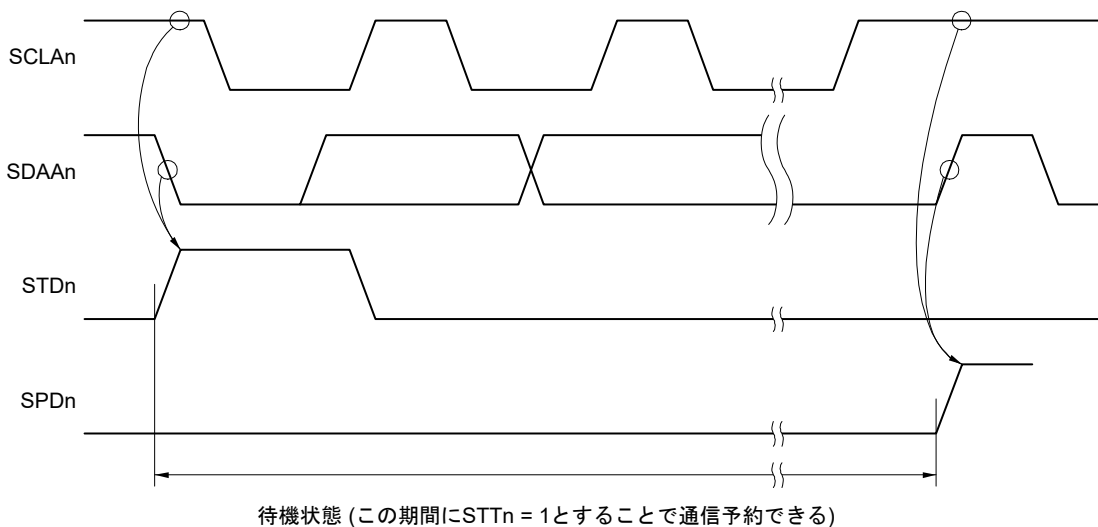 SCLAn
SDAAn
STDn
SPDn
待機状態 (この期間にSTTn = 1とすることで通信予約できる)